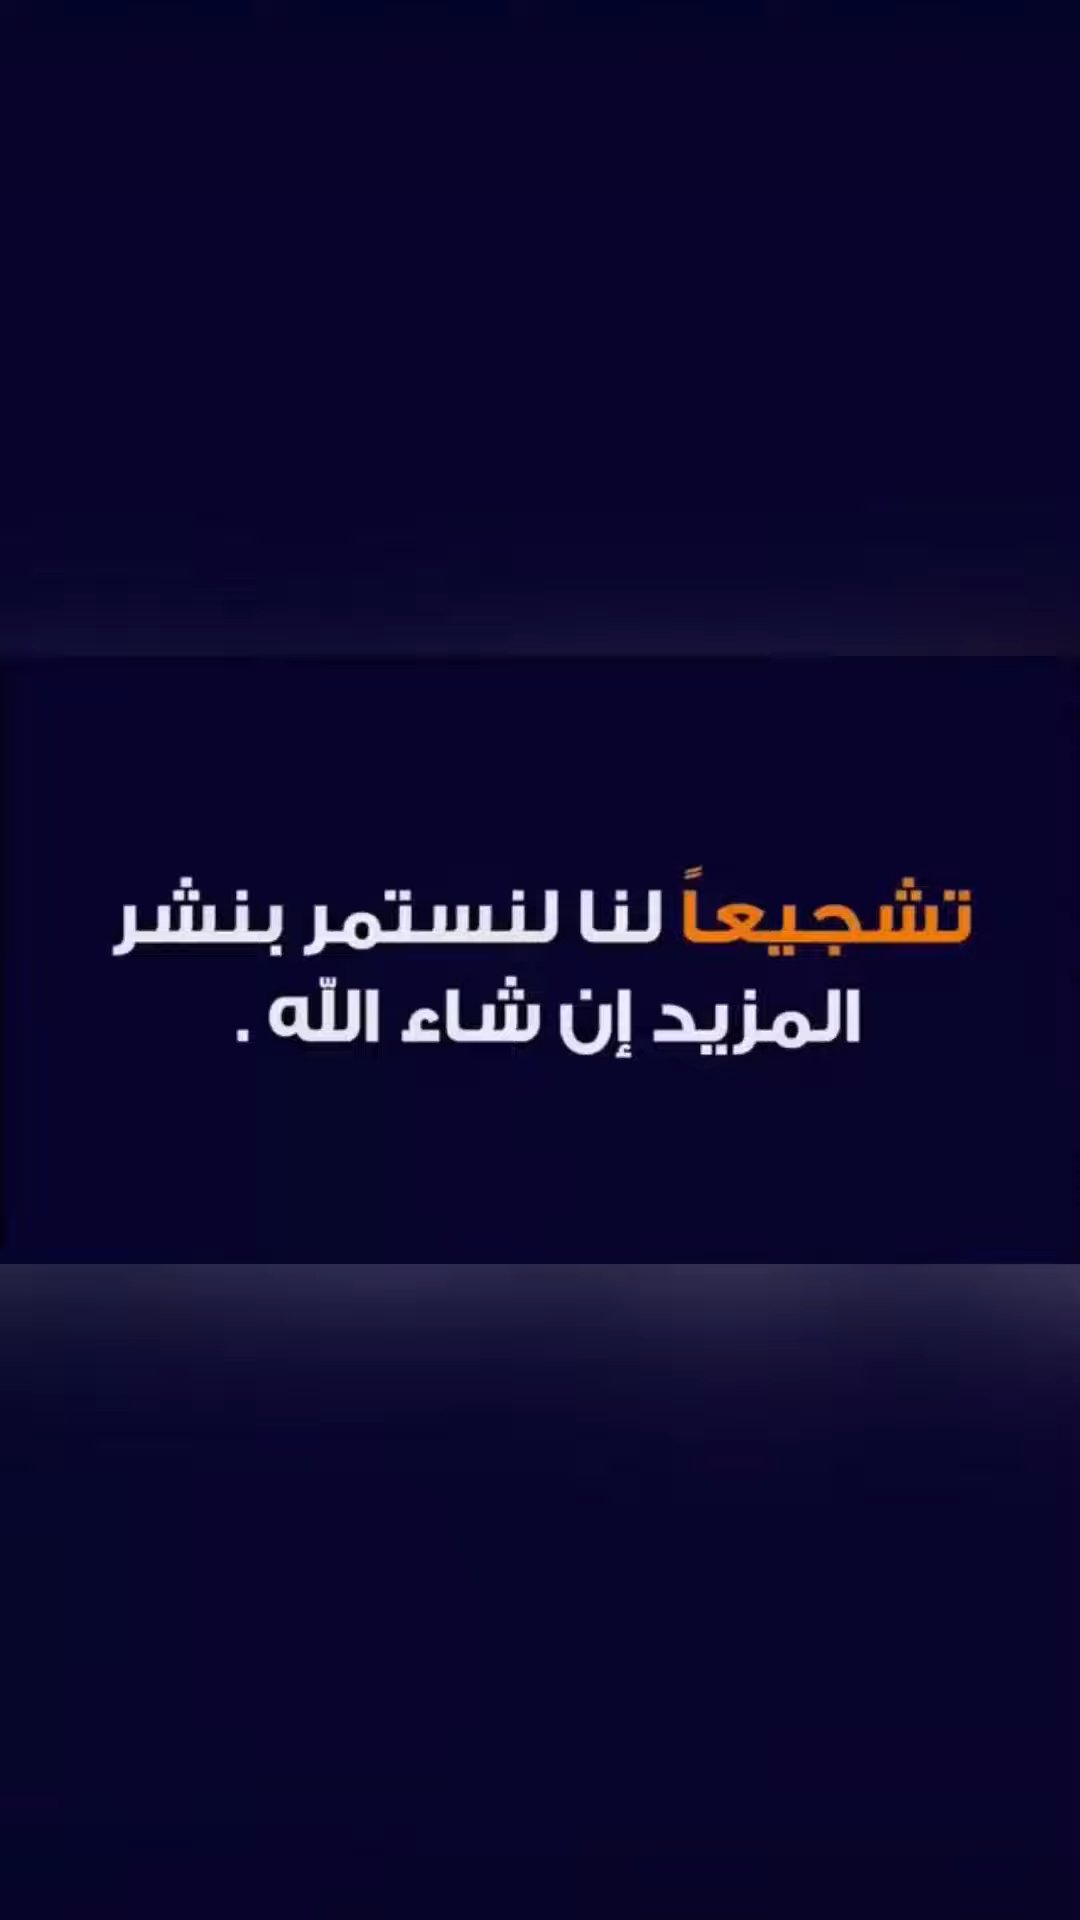 تشجيعاً لنا لنستمر بنشر
المزيد إن شاء الله .